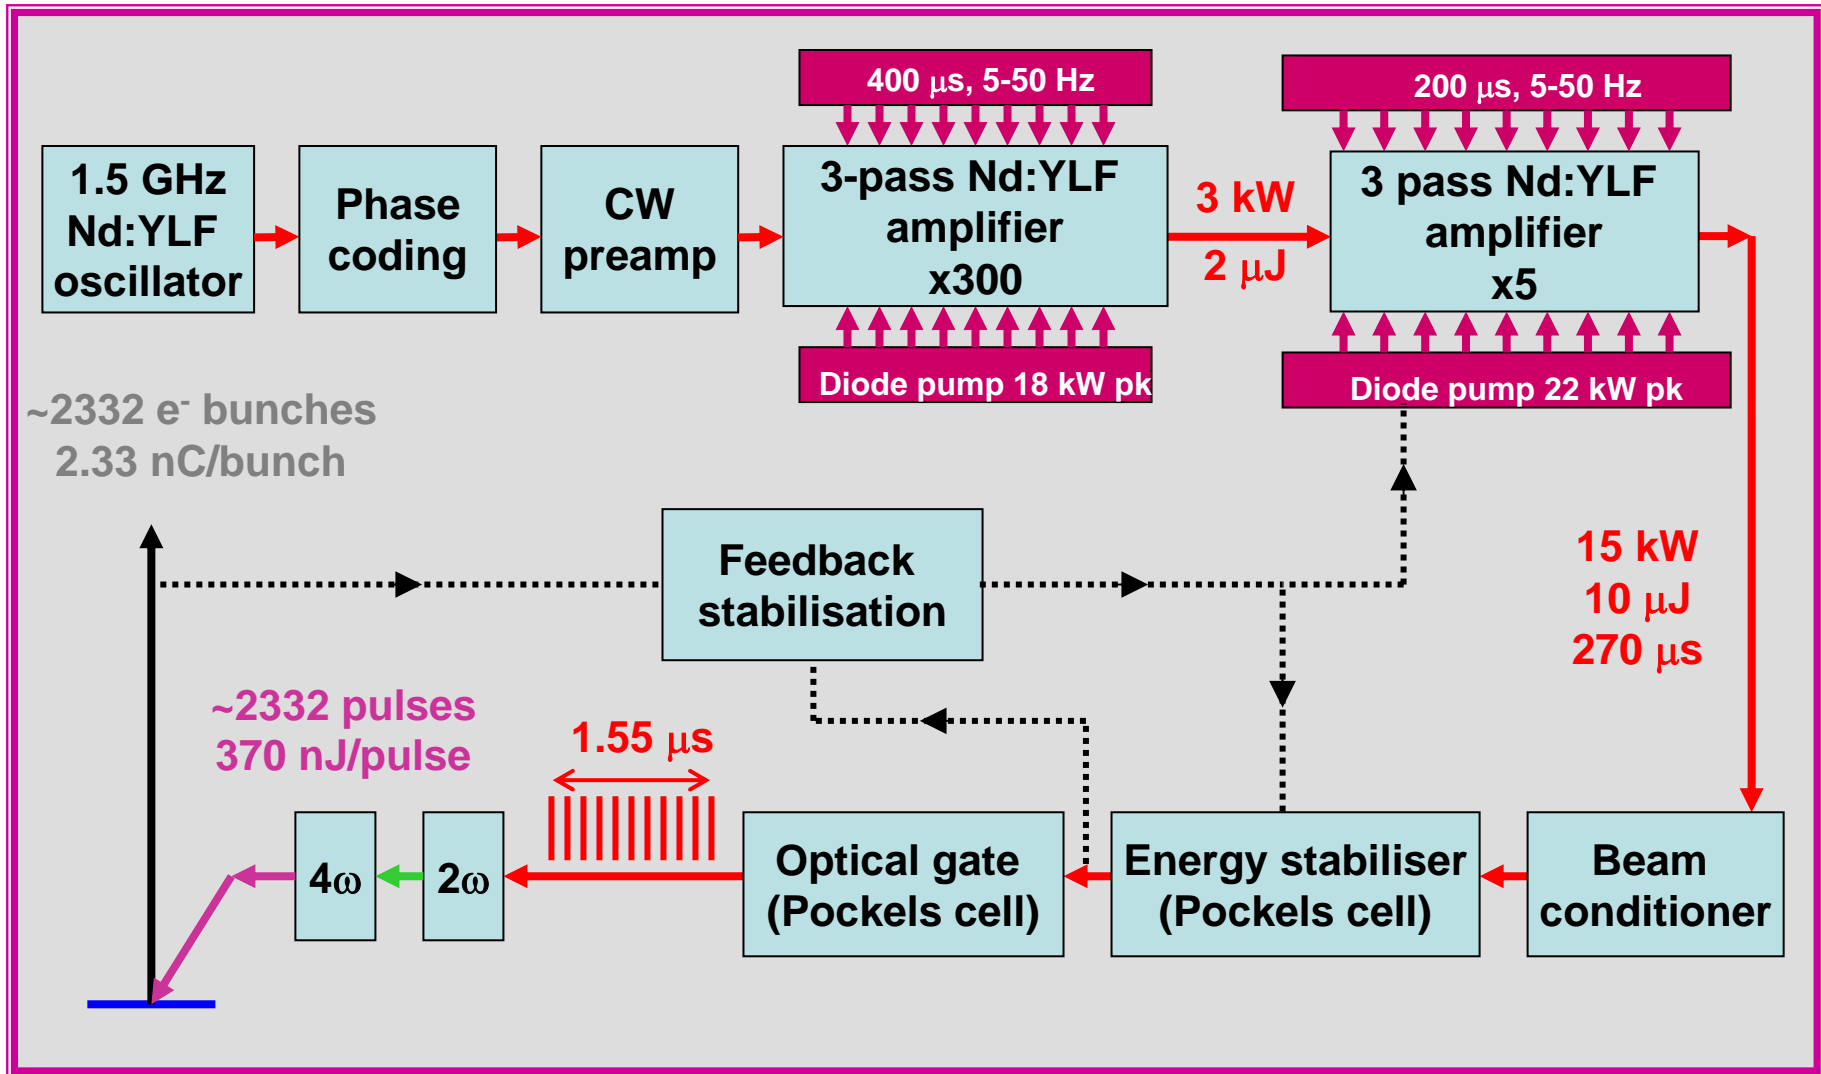 400 μs, 5-50 Hz
200 μs, 5-50 Hz
1.5 GHz
Nd:YLF
oscillator
Phase
coding
CW
preamp
3-pass Nd:YLF
amplifier
x300
3 kW
2 μJ
3 pass Nd:YLF
amplifier
x5
Diode pump 18 kW pk
Diode pump 22 kW pk
~2332 e⁻ bunches
2.33 nC/bunch
Feedback
stabilisation
15 kW
10 μJ
270 μs
~2332 pulses
370 nJ/pulse
1.55 μs
4ω
2ω
Optical gate
(Pockels cell)
Energy stabiliser
(Pockels cell)
Beam
conditioner